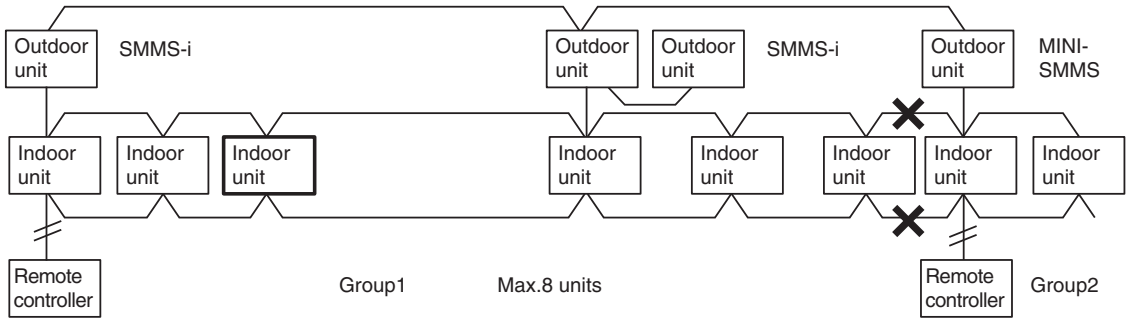 Outdoor
unit
SMMS-i
Outdoor
unit
Outdoor
unit
SMMS-i
Outdoor
unit
MINI-
SMMS
Indoor
unit
Indoor
unit
Indoor
unit
Indoor
unit
Indoor
unit
Indoor
unit
Indoor
unit
Indoor
unit
Remote
controller
Group1
Max.8 units
Remote
controller
Group2